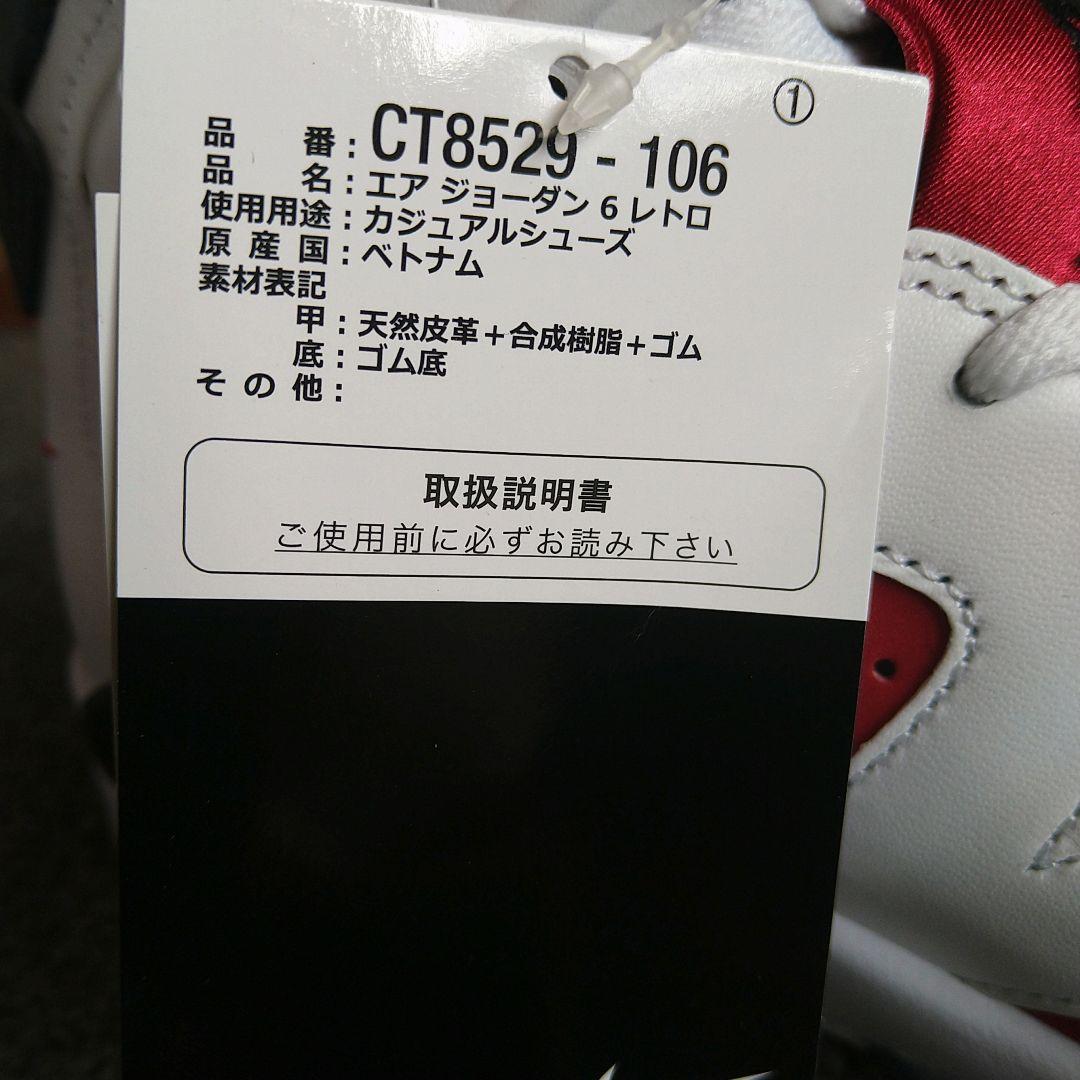 ①
品番：CT8529 - 106
品名：エア ジョーダン 6 レトロ
使用用途：カジュアルシューズ
原産国：ベトナム
素材表記
甲：天然皮革＋合成樹脂＋ゴム
底：ゴム底
その他：
取扱説明書
ご使用前に必ずお読み下さい